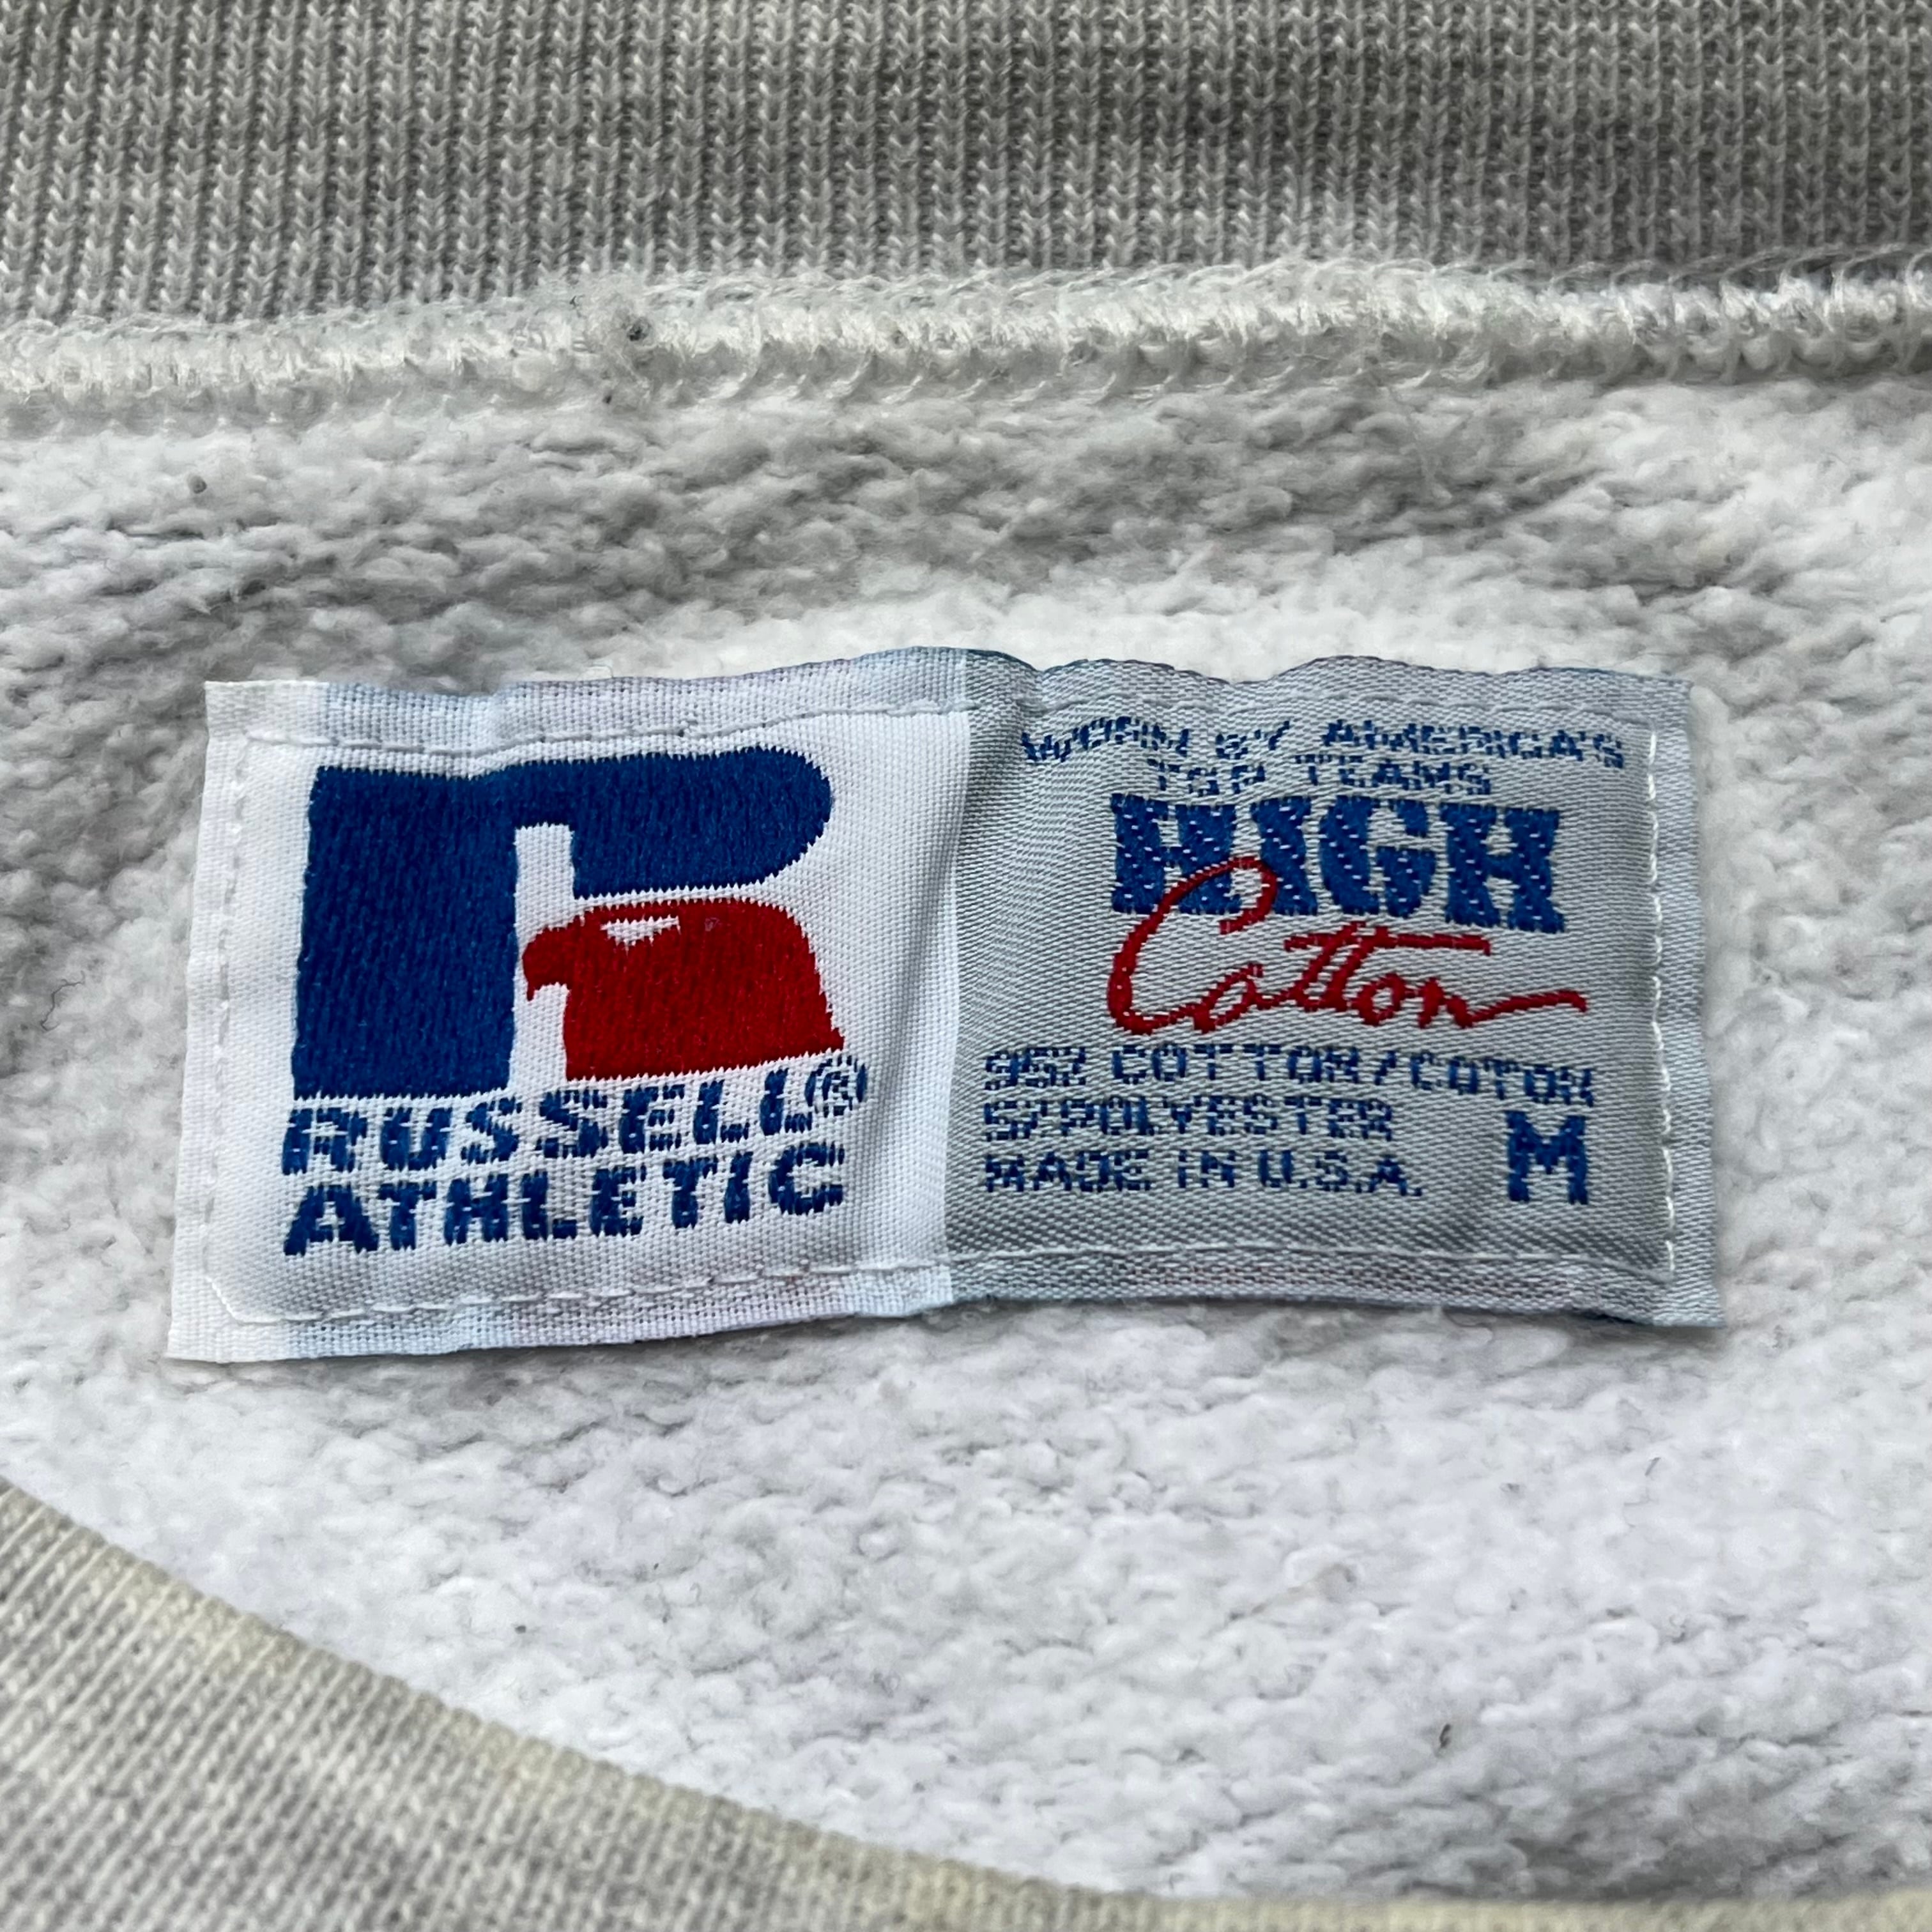 RUSSELL®
ATHLETIC
WORN BY AMERICA'S
TOP TEAMS
HIGH
Cotton
95% COTTON/COTON
5% POLYESTER
MADE IN U.S.A.
M